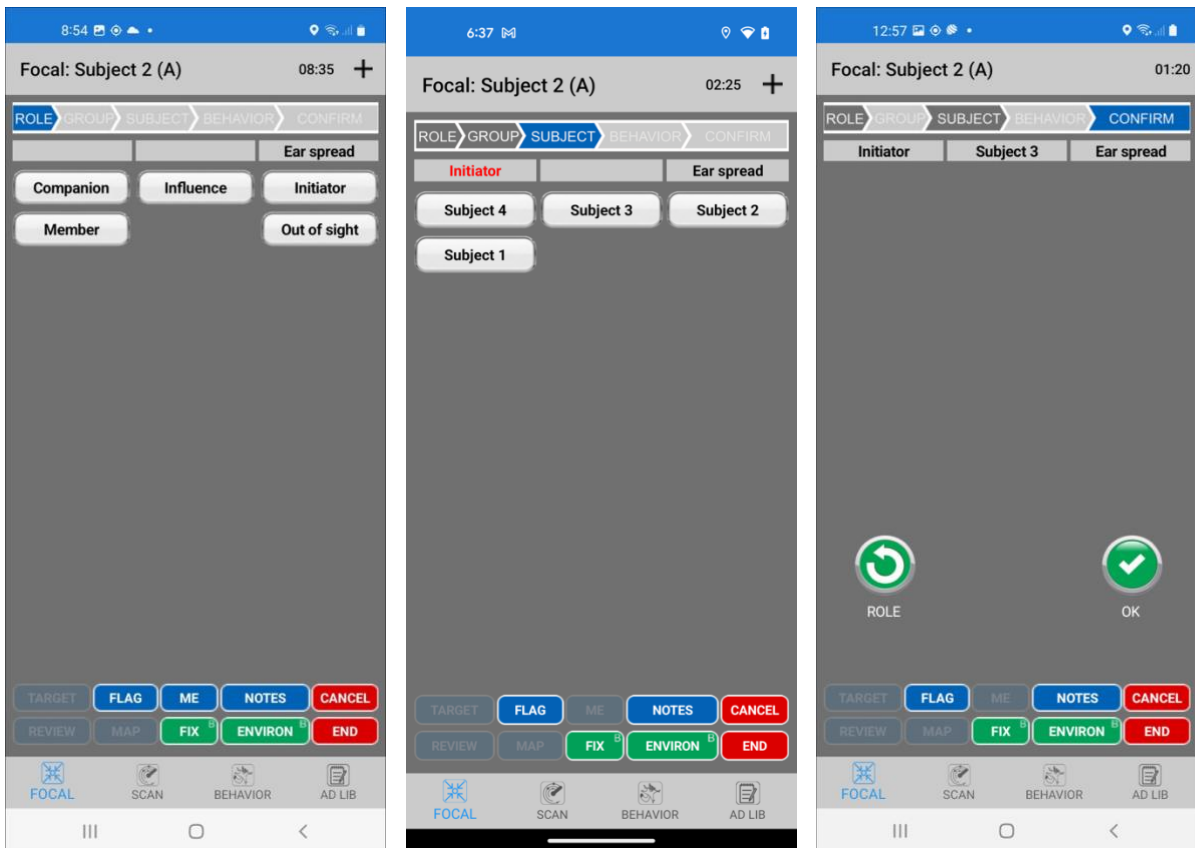 8:54
Focal: Subject 2 (A) 08:35 +
ROLE GROUP SUBJECT BEHAVIOR CONFIRM
Ear spread
Companion Influence Initiator
Member Out of sight
TARGET FLAG ME NOTES CANCEL
REVIEW MAP FIX B ENVIRON B END
FOCAL SCAN BEHAVIOR AD LIB
6:37
Focal: Subject 2 (A) 02:25 +
ROLE GROUP SUBJECT BEHAVIOR CONFIRM
Initiator Ear spread
Subject 4 Subject 3 Subject 2
Subject 1
TARGET FLAG ME NOTES CANCEL
REVIEW MAP FIX B ENVIRON B END
FOCAL SCAN BEHAVIOR AD LIB
12:57
Focal: Subject 2 (A) 01:20
ROLE GROUP SUBJECT BEHAVIOR CONFIRM
Initiator Subject 3 Ear spread
ROLE OK
TARGET FLAG ME NOTES CANCEL
REVIEW MAP FIX B ENVIRON B END
FOCAL SCAN BEHAVIOR AD LIB